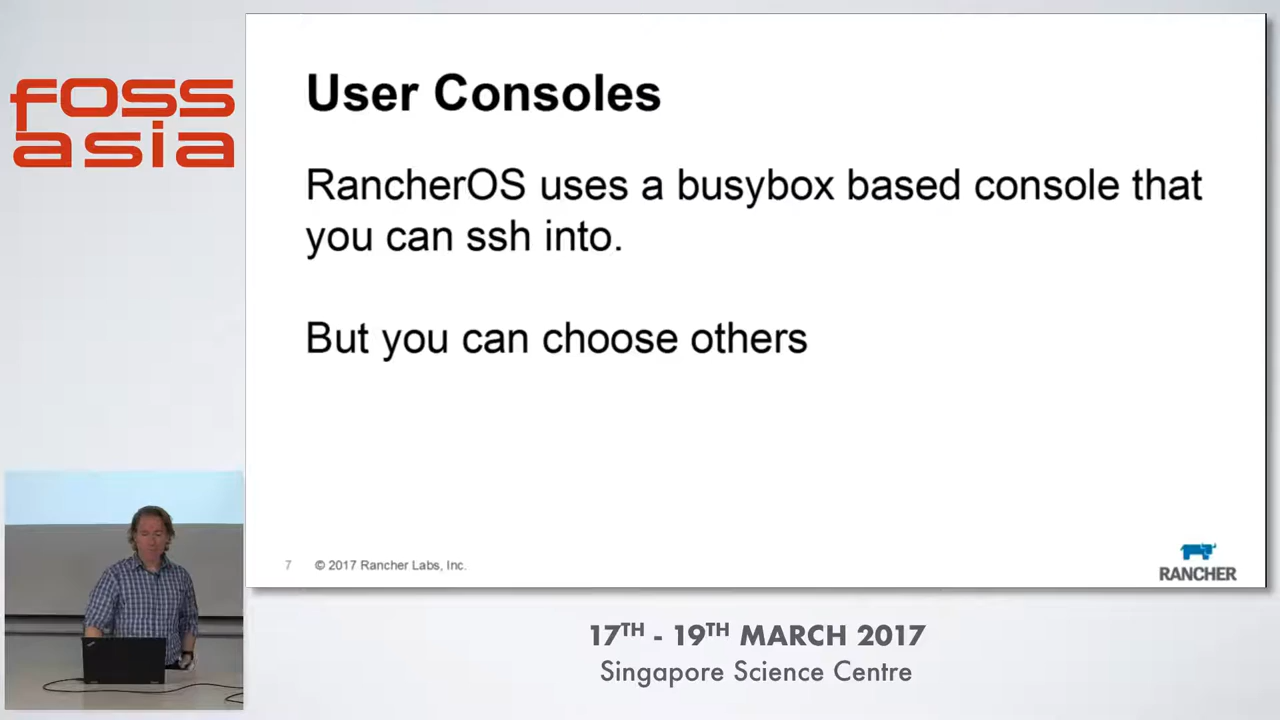 foss
asia
User Consoles
RancherOS uses a busybox based console that
you can ssh into.
But you can choose others
7 © 2017 Rancher Labs, Inc.
RANCHER
17TH - 19TH MARCH 2017
Singapore Science Centre